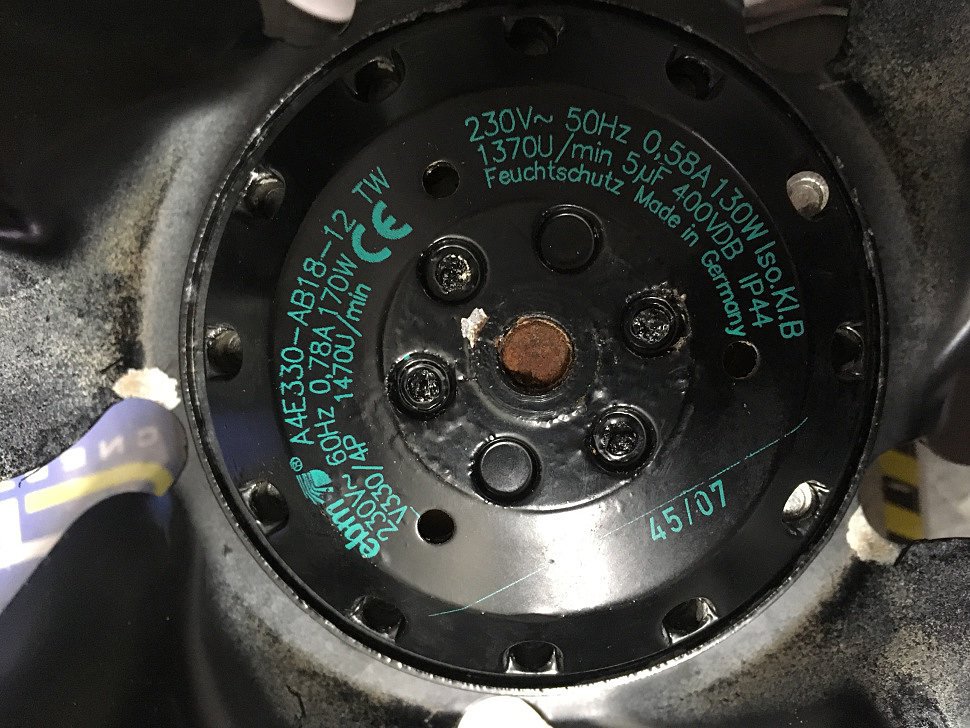 ebm ® A4E330-AB18-12 TW
230V~ 60Hz 0,78A 170W
V330/4P 1470U/min
CE
230V~ 50Hz 0,58A 130W Iso.Kl.B
1370U/min 5µF 400VDB IP44
Feuchtschutz Made in Germany
45/07